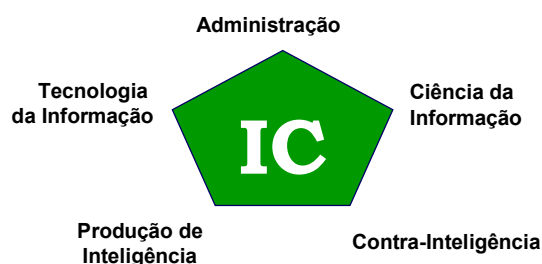 Administração
Tecnologia
da Informação
Ciência da
Informação
IC
Produção de
Inteligência
Contra-Inteligência